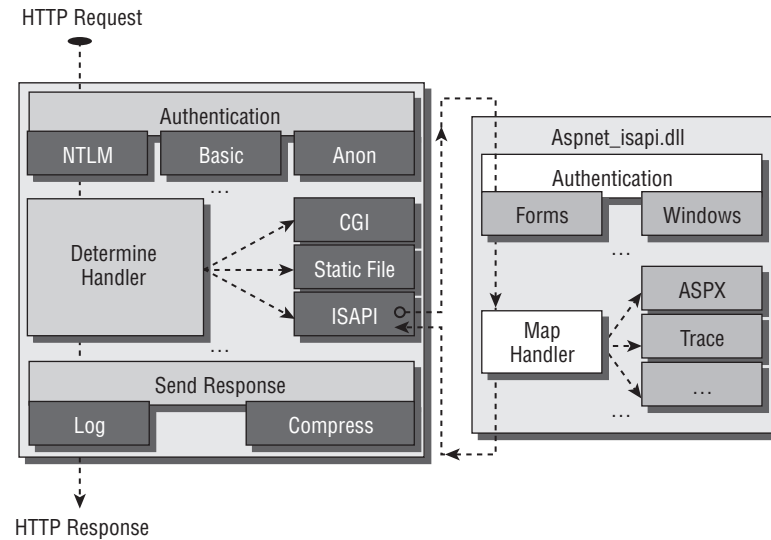 HTTP Request
Authentication
NTLM
Basic
Anon
...
Determine
Handler
CGI
Static File
ISAPI
...
Send Response
Log
Compress
HTTP Response
Aspnet_isapi.dll
Authentication
Forms
Windows
...
Map
Handler
ASPX
Trace
...
...